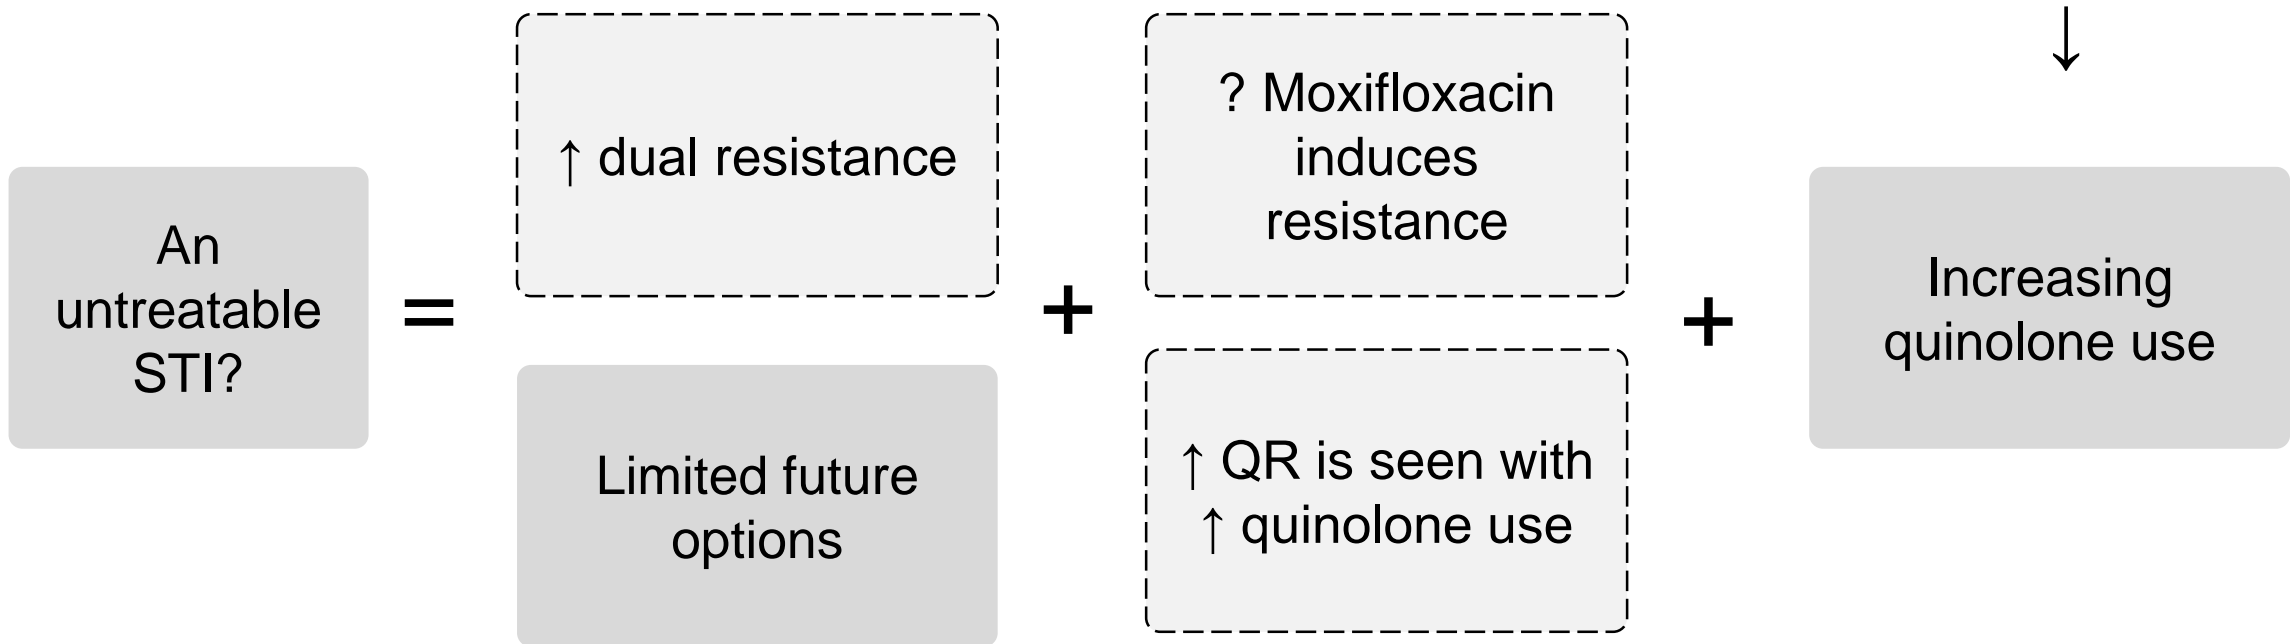 An
untreatable
STI?
=
↑ dual resistance
Limited future
options
+
? Moxifloxacin
induces
resistance
↑ QR is seen with
↑ quinolone use
+
↓
Increasing
quinolone use